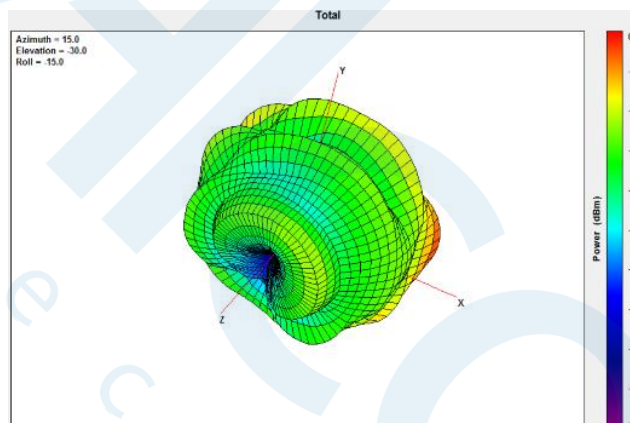 Total
Azimuth = 15.0
Elevation = -30.0
Roll = -15.0
Y
X
Z
Power (dBm)